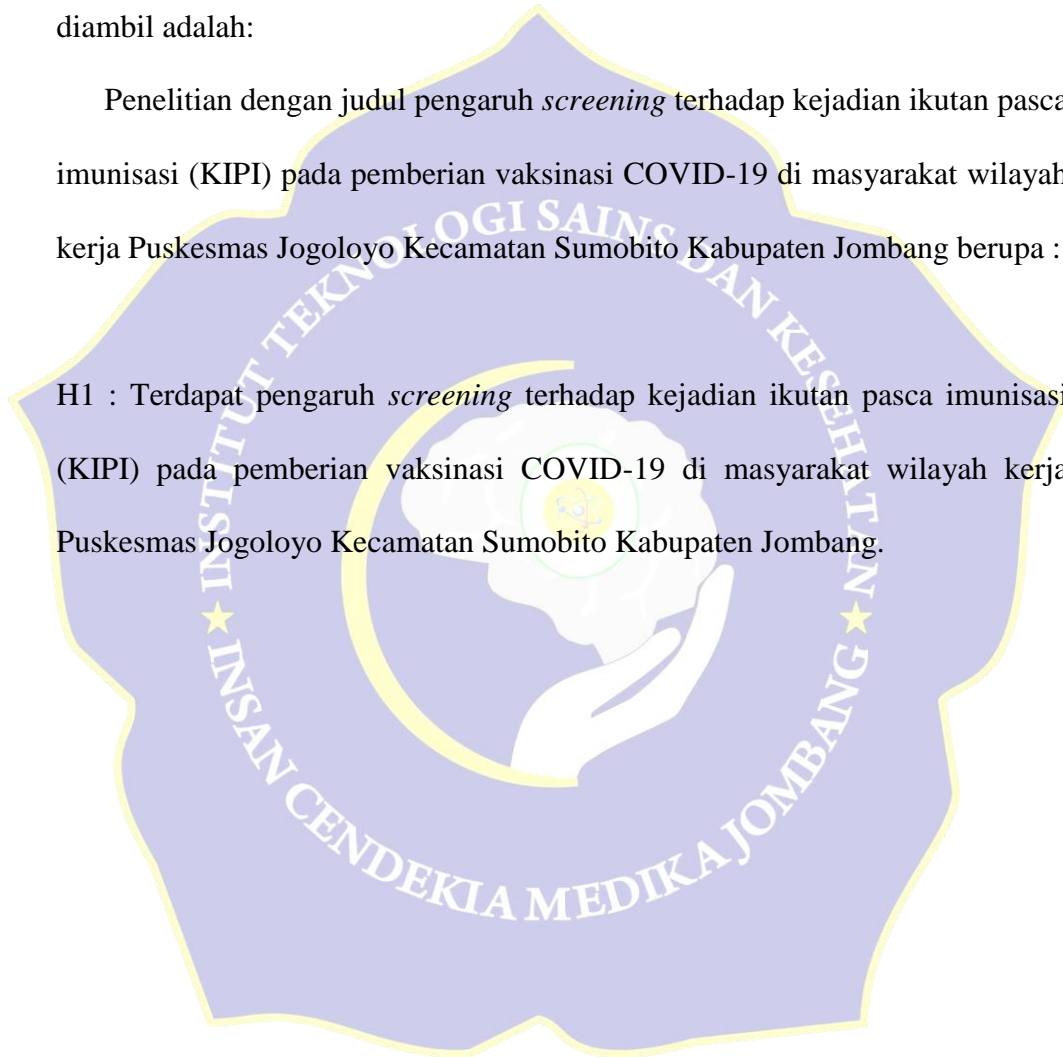 diambil adalah:
Penelitian dengan judul pengaruh screening terhadap kejadian ikutan pasca
imunisasi (KIPI) pada pemberian vaksinasi COVID-19 di masyarakat wilayah
kerja Puskesmas Jogoloyo Kecamatan Sumobito Kabupaten Jombang berupa :
H1 : Terdapat pengaruh screening terhadap kejadian ikutan pasca imunisasi
(KIPI) pada pemberian vaksinasi COVID-19 di masyarakat wilayah kerja
Puskesmas Jogoloyo Kecamatan Sumobito Kabupaten Jombang.
INSTITUT TEKNOLOGI SAINS DAN KESEHATAN
INSAN CENDEKIA MEDIKA JOMBANG